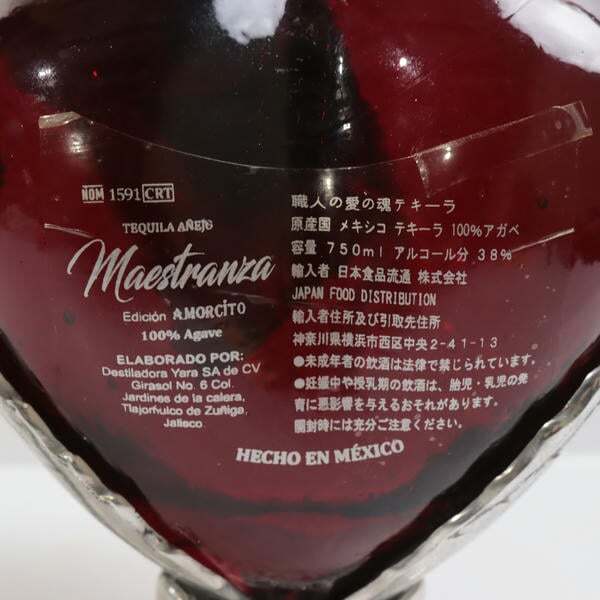 NOM 1591 CRT
TEQUILA AÑEJO
Maestranza
Edición AMORCITO
100% Agave
ELABORADO POR:
Destiladora Yara SA de CV
Girasol No. 6 Col.
Jardines de la calera,
Tlajomulco de Zuñiga,
Jalisco
職人の愛の魂テキーラ
原産国 メキシコ テキーラ 100%アガベ
容量 750ml アルコール分 38%
輸入者 日本食品流通 株式会社
JAPAN FOOD DISTRIBUTION
輸入者住所及び引取先住所
神奈川県横浜市西区中央2-41-13
●未成年者の飲酒は法律で禁じられています。
●妊娠中や授乳期の飲酒は、胎児・乳児の発
育に悪影響を与えるおそれがあります。
開封時には充分ご注意ください。
HECHO EN MÉXICO